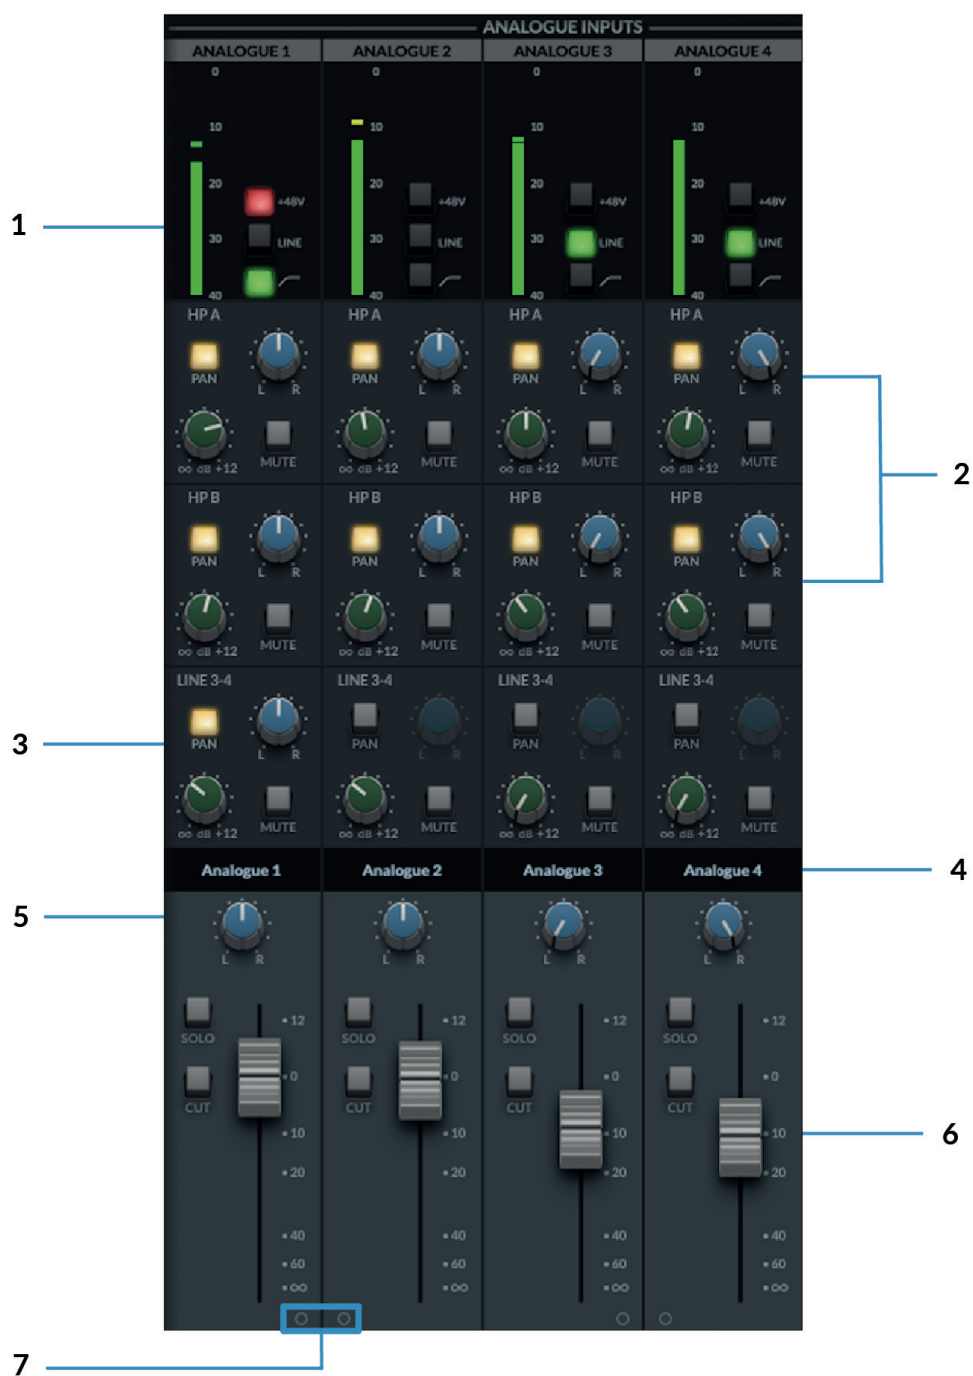 ANALOGUE INPUTS
ANALOGUE 1 ANALOGUE 2 ANALOGUE 3 ANALOGUE 4
0 0 0 0
10 10 10 10
20 20 20 20
+48V +48V +48V +48V
1
30 LINE 30 LINE 30 LINE 30 LINE
40 40 40 40
HP A HP A HP A HP A
PAN L R PAN L R PAN L R PAN L R
2
MUTE MUTE MUTE MUTE
∞ dB +12 ∞ dB +12 ∞ dB +12 ∞ dB +12
HP B HP B HP B HP B
PAN L R PAN L R PAN L R PAN L R
MUTE MUTE MUTE MUTE
∞ dB +12 ∞ dB +12 ∞ dB +12 ∞ dB +12
LINE 3-4 LINE 3-4 LINE 3-4 LINE 3-4
3
PAN L R PAN L R PAN L R PAN L R
MUTE MUTE MUTE MUTE
∞ dB +12 ∞ dB +12 ∞ dB +12 ∞ dB +12
Analogue 1 Analogue 2 Analogue 3 Analogue 4
4
5
L R L R L R L R
12 12 12 12
SOLO SOLO SOLO SOLO
0 0 0 0
CUT CUT CUT CUT
10 10 10 10
6
20 20 20 20
40 40 40 40
60 60 60 60
∞ ∞ ∞ ∞
7